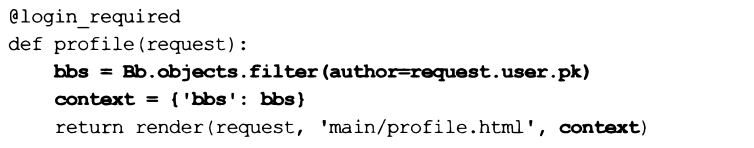 @login_required
def profile(request):
    bbs = Bb.objects.filter(author=request.user.pk)
    context = {'bbs': bbs}
    return render(request, 'main/profile.html', context)